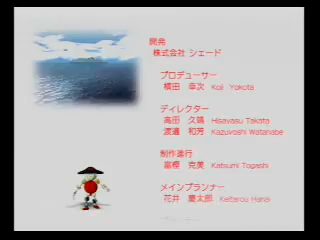 開発
株式会社 シェード
プロデューサー
横田 幸次 Koji Yokota
ディレクター
高田 久嗣 Hisayasu Takata
渡邉 和芳 Kazuyoshi Watanabe
制作進行
富樫 克美 Katsumi Togashi
メインプランナー
花井 慶太郎 Keitarou Hanai